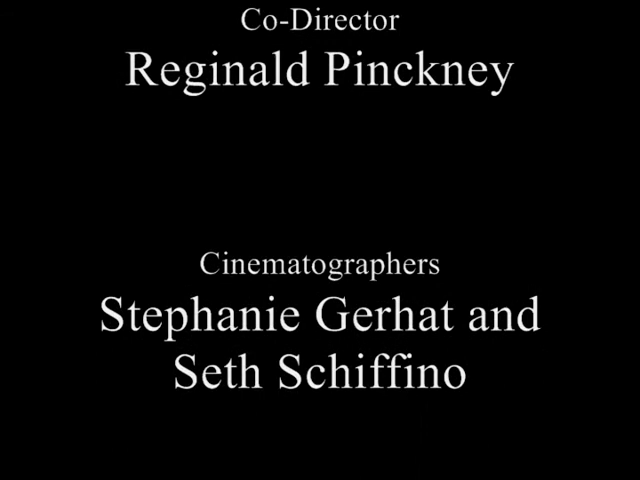 Co-Director
Reginald Pinckney
Cinematographers
Stephanie Gerhat and
Seth Schiffino